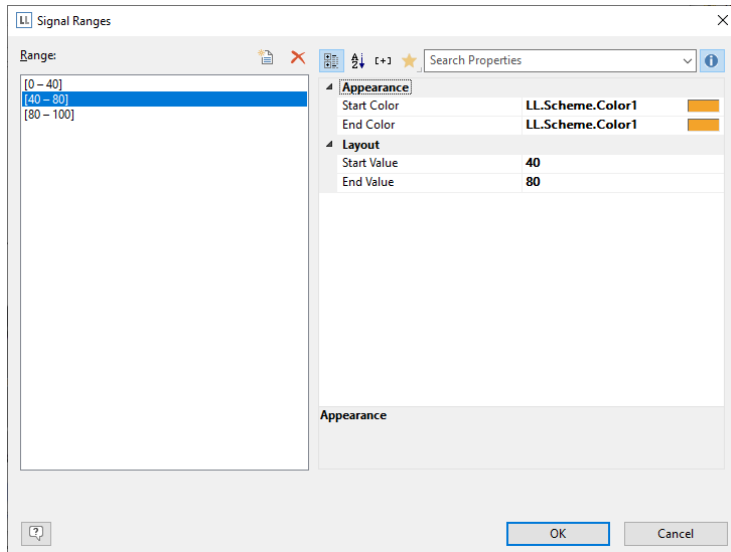 LL Signal Ranges
Range:
[+] Search Properties
[0 – 40]
[40 – 80]
[80 – 100]
Appearance
Start Color LL.Scheme.Color1
End Color LL.Scheme.Color1
Layout
Start Value 40
End Value 80
Appearance
OK Cancel